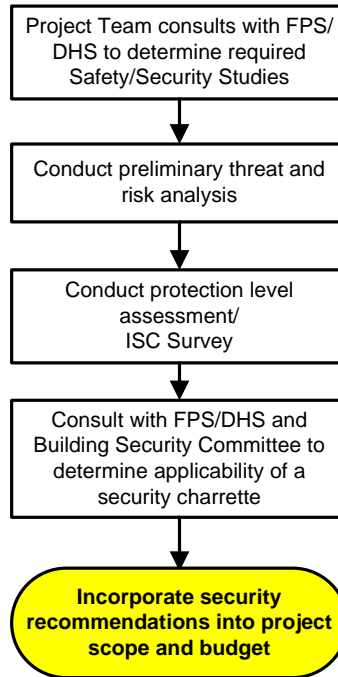 Project Team consults with FPS/
DHS to determine required
Safety/Security Studies
Conduct preliminary threat and
risk analysis
Conduct protection level
assessment/
ISC Survey
Consult with FPS/DHS and
Building Security Committee to
determine applicability of a
security charrette
Incorporate security
recommendations into project
scope and budget